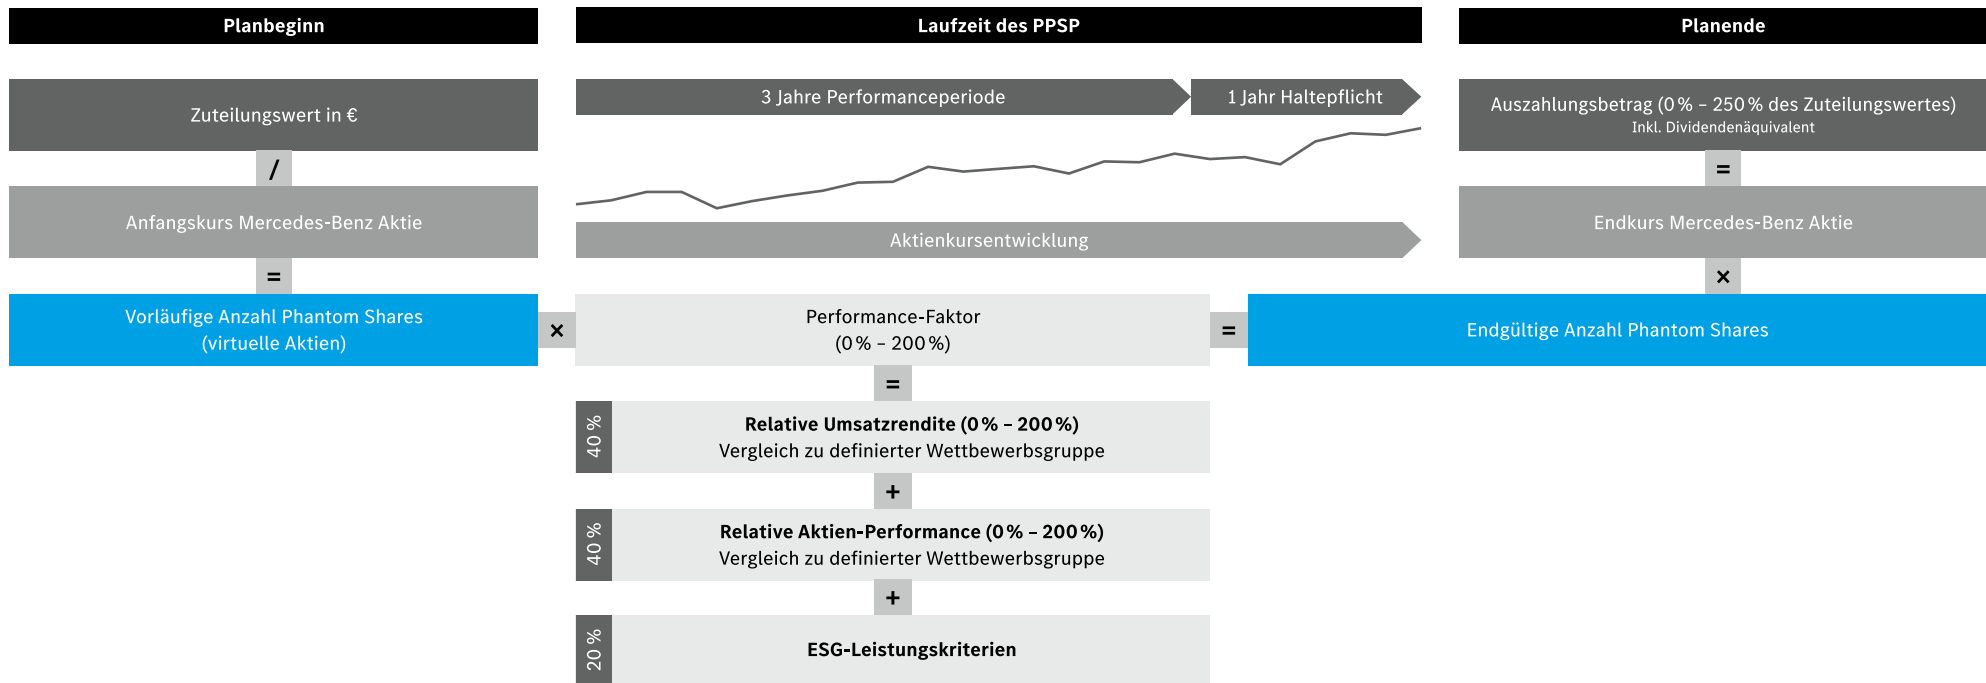 Planbeginn
Laufzeit des PPSP
Planende
Zuteilungswert in €
/
Anfangskurs Mercedes-Benz Aktie
=
Vorläufige Anzahl Phantom Shares
(virtuelle Aktien)
×
3 Jahre Performanceperiode
1 Jahr Haltepflicht
Aktienkursentwicklung
Performance-Faktor
(0 % – 200 %)
=
40 %
Relative Umsatzrendite (0 % – 200 %)
Vergleich zu definierter Wettbewerbsgruppe
+
40 %
Relative Aktien-Performance (0 % – 200 %)
Vergleich zu definierter Wettbewerbsgruppe
+
20 %
ESG-Leistungskriterien
=
Auszahlungsbetrag (0 % – 250 % des Zuteilungswertes)
Inkl. Dividendenäquivalent
=
Endkurs Mercedes-Benz Aktie
×
Endgültige Anzahl Phantom Shares